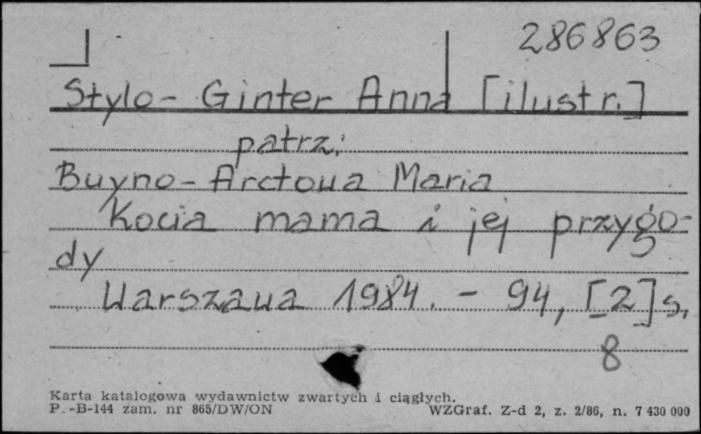 286863
Stylo-Ginter Anna [ilustr.]
patrz:
Buyno-Arctowa Maria
Kocia mama i jej przygo-
dy
Warszawa 1984. - 94, [2]s.
8
Karta katalogowa wydawnictw zwartych i ciągłych.
P.-B-144 zam. nr 865/DW/ON WZGraf. Z-d 2, z. 2/86, n. 7 430 000